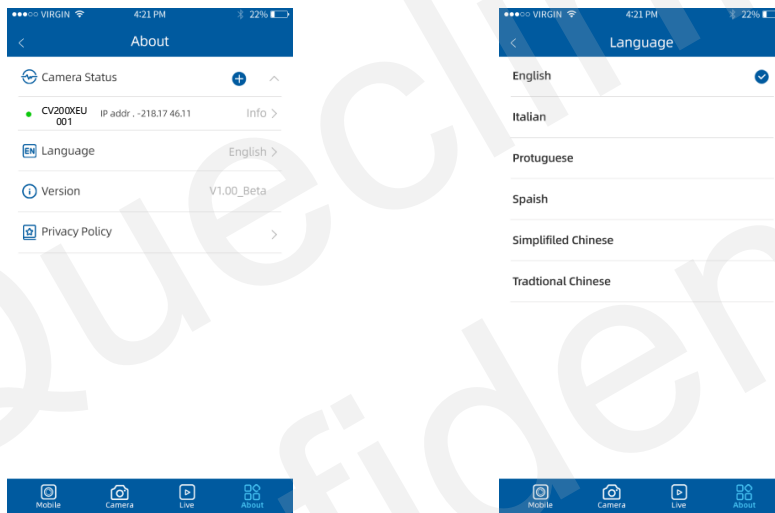 VIRGIN 4:21 PM 22%
About
Camera Status
CV200XEU
001
IP addr . -218.17 46.11
Info >
EN Language
English >
Version
V1.00_Beta
Privacy Policy
>
Mobile Camera Live About
VIRGIN 4:21 PM 22%
Language
English
Italian
Protuguese
Spaish
Simplifiled Chinese
Tradtional Chinese
Mobile Camera Live About